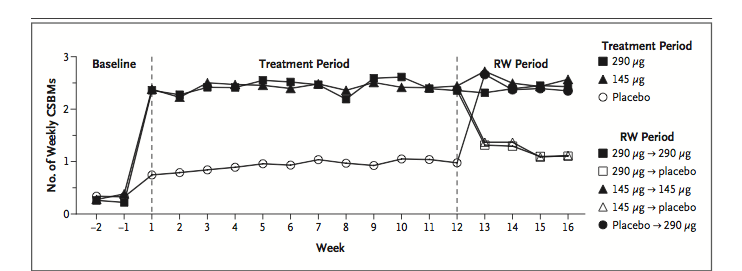 Baseline
Treatment Period
RW Period
No. of Weekly CSBMs
3
2
1
0
−2 −1 1 2 3 4 5 6 7 8 9 10 11 12 13 14 15 16
Week
Treatment Period
290 µg
145 µg
Placebo
RW Period
290 µg → 290 µg
290 µg → placebo
145 µg → 145 µg
145 µg → placebo
Placebo → 290 µg